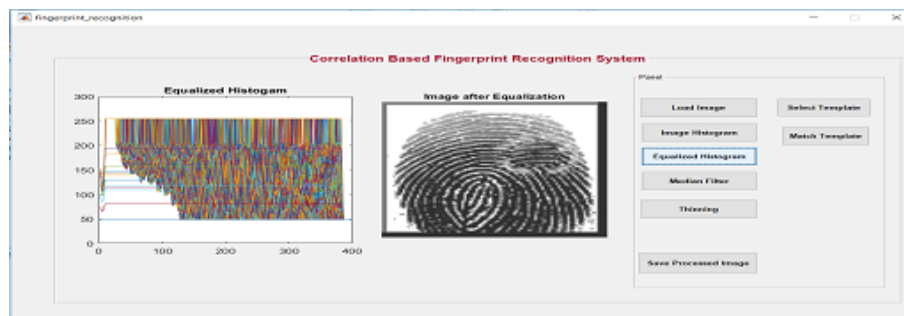 fingerprint_recognition
Correlation Based Fingerprint Recognition System
Equalized Histogam
300
250
200
150
100
50
0
0 100 200 300 400
Image after Equalization
Panel
Load Image
Image Histogram
Equalized Histogram
Median Filter
Thinning
Save Processed Image
Select Template
Match Template